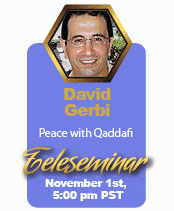 David
Gerbi
Peace with Qaddafi
Teleseminar
November 1st,
5:00 pm PST